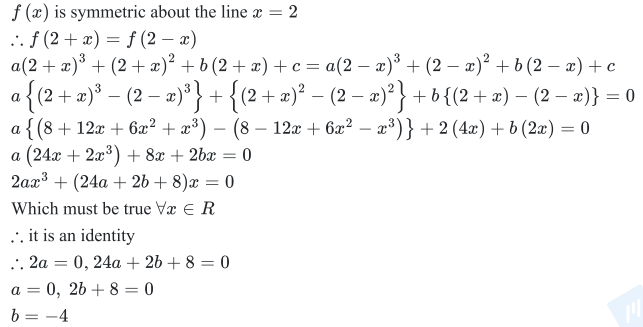 f (x) is symmetric about the line x = 2
∴ f (2 + x) = f (2 − x)
a(2 + x)³ + (2 + x)² + b (2 + x) + c = a(2 − x)³ + (2 − x)² + b (2 − x) + c
a {(2 + x)³ − (2 − x)³} + {(2 + x)² − (2 − x)²} + b {(2 + x) − (2 − x)} = 0
a {(8 + 12x + 6x² + x³) − (8 − 12x + 6x² − x³)} + 2 (4x) + b (2x) = 0
a (24x + 2x³) + 8x + 2bx = 0
2ax³ + (24a + 2b + 8)x = 0
Which must be true ∀x ∈ R
∴ it is an identity
∴ 2a = 0, 24a + 2b + 8 = 0
a = 0, 2b + 8 = 0
b = −4